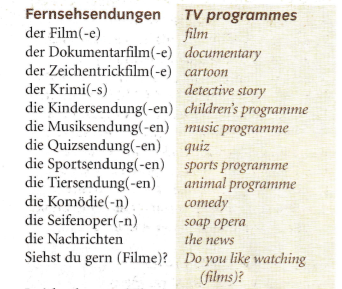 Fernsehsendungen TV programmes
der Film(-e) film
der Dokumentarfilm(-e) documentary
der Zeichentrickfilm(-e) cartoon
der Krimi(-s) detective story
die Kindersendung(-en) children's programme
die Musiksendung(-en) music programme
die Quizsendung(-en) quiz
die Sportsendung(-en) sports programme
die Tiersendung(-en) animal programme
die Komödie(-n) comedy
die Seifenoper(-n) soap opera
die Nachrichten the news
Siehst du gern (Filme)? Do you like watching
(films)?